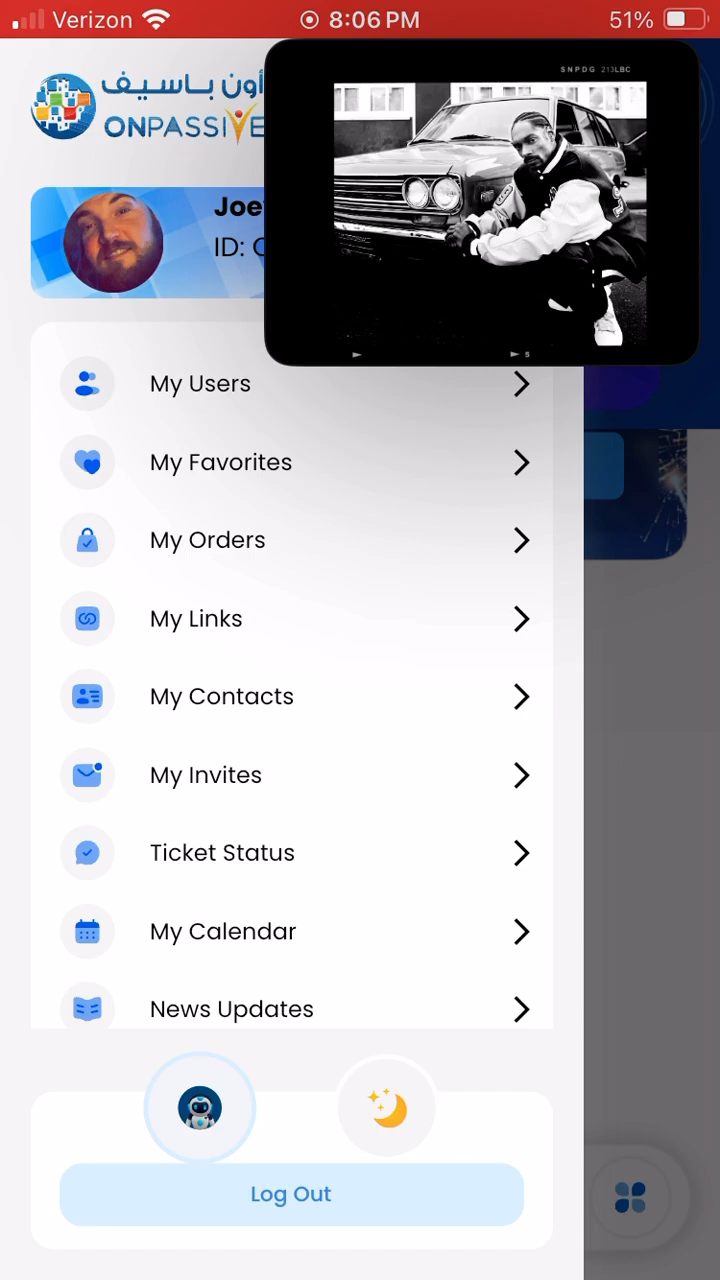 Verizon 8:06 PM 51%
SNPDG 213LBC
أون باسيف
ONPASSIVE
Joe
ID:
5
My Users
My Favorites
My Orders
My Links
My Contacts
My Invites
Ticket Status
My Calendar
News Updates
Log Out